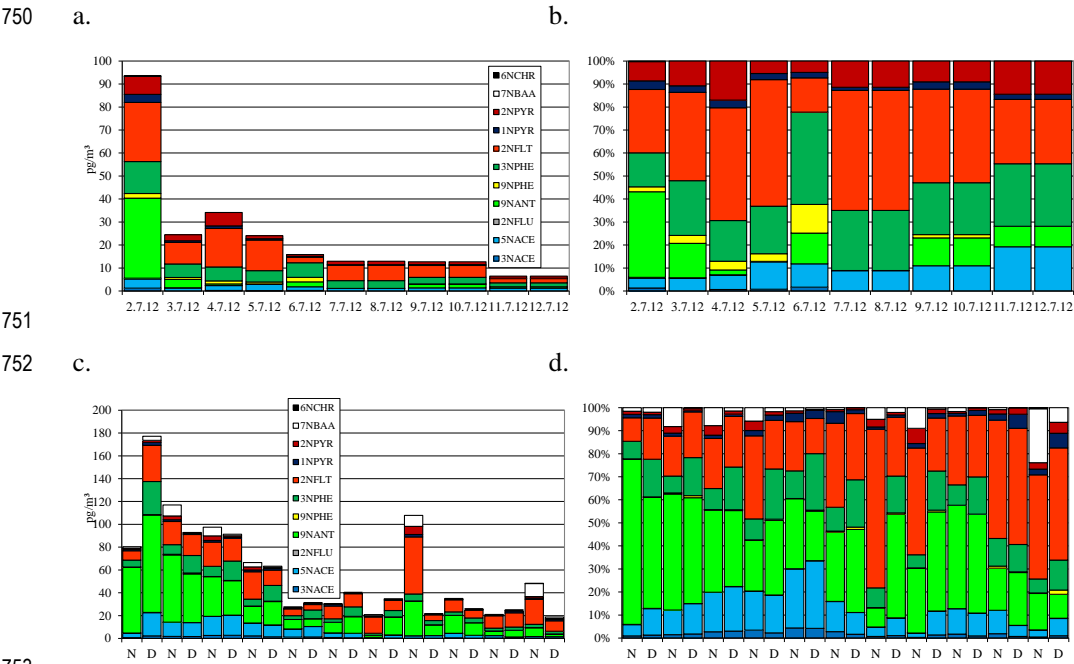 750 a. b.
100
90
80
70
60
50
40
30
20
10
0
pg/m³
6NCHR
7NBAA
2NPYR
1NPYR
2NFLT
3NPHE
9NPHE
9NANT
2NFLU
5NACE
3NACE
2.7.12 3.7.12 4.7.12 5.7.12 6.7.12 7.7.12 8.7.12 9.7.12 10.7.12 11.7.12 12.7.12
100%
90%
80%
70%
60%
50%
40%
30%
20%
10%
0%
2.7.12 3.7.12 4.7.12 5.7.12 6.7.12 7.7.12 8.7.12 9.7.12 10.7.12 11.7.12 12.7.12
751
752 c. d.
200
180
160
140
120
100
80
60
40
20
0
pg/m³
6NCHR
7NBAA
2NPYR
1NPYR
2NFLT
3NPHE
9NPHE
9NANT
2NFLU
5NACE
3NACE
N D N D N D N D N D N D N D N D N D N D N D
100%
90%
80%
70%
60%
50%
40%
30%
20%
10%
0%
N D N D N D N D N D N D N D N D N D N D N D